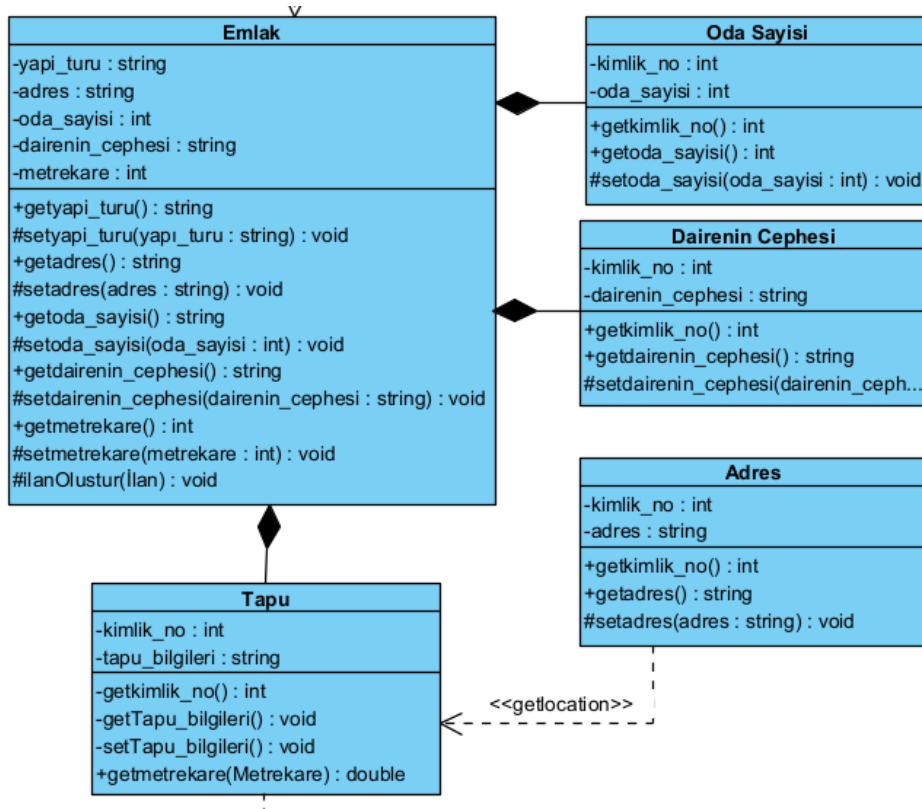 Emlak
-yapi_turu : string
-adres : string
-oda_sayisi : int
-dairenin_cephesi : string
-metrekare : int
+getyapi_turu() : string
#setyapi_turu(yapı_turu : string) : void
+getadres() : string
#setadres(adres : string) : void
+getoda_sayisi() : string
#setoda_sayisi(oda_sayisi : int) : void
+getdairenin_cephesi() : string
#setdairenin_cephesi(dairenin_cephesi : string) : void
+getmetrekare() : int
#setmetrekare(metrekare : int) : void
#ilanOlustur(İlan) : void
Oda Sayisi
-kimlik_no : int
-oda_sayisi : int
+getkimlik_no() : int
+getoda_sayisi() : int
#setoda_sayisi(oda_sayisi : int) : void
Dairenin Cephesi
-kimlik_no : int
-dairenin_cephesi : string
+getkimlik_no() : int
+getdairenin_cephesi() : string
#setdairenin_cephesi(dairenin_ceph...
Adres
-kimlik_no : int
-adres : string
+getkimlik_no() : int
+getadres() : string
#setadres(adres : string) : void
Tapu
-kimlik_no : int
-tapu_bilgileri : string
-getkimlik_no() : int
-getTapu_bilgileri() : void
-setTapu_bilgileri() : void
+getmetrekare(Metrekare) : double
<<getlocation>>